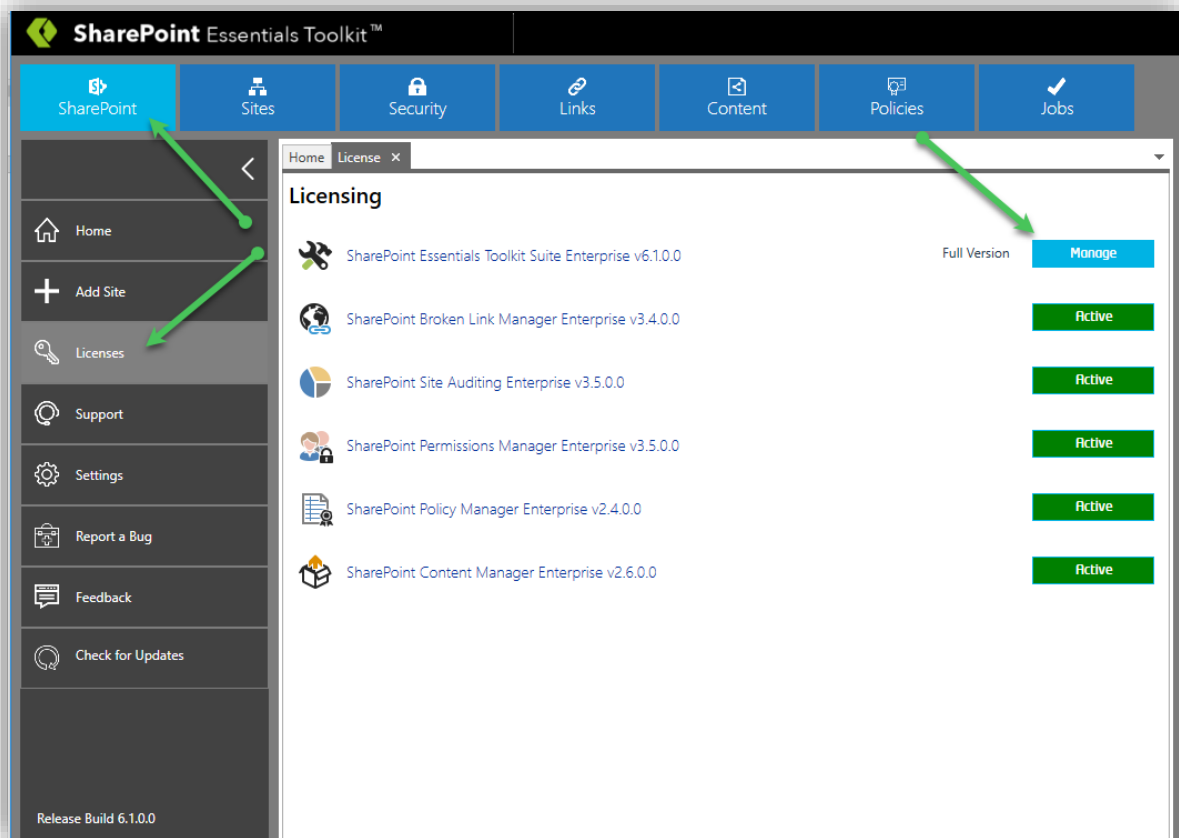 SharePoint Essentials Toolkit™
SharePoint
Sites
Security
Links
Content
Policies
Jobs
Home
Add Site
Licenses
Support
Settings
Report a Bug
Feedback
Check for Updates
Release Build 6.1.0.0
Home License ×
Licensing
SharePoint Essentials Toolkit Suite Enterprise v6.1.0.0 Full Version Manage
SharePoint Broken Link Manager Enterprise v3.4.0.0 Active
SharePoint Site Auditing Enterprise v3.5.0.0 Active
SharePoint Permissions Manager Enterprise v3.5.0.0 Active
SharePoint Policy Manager Enterprise v2.4.0.0 Active
SharePoint Content Manager Enterprise v2.6.0.0 Active